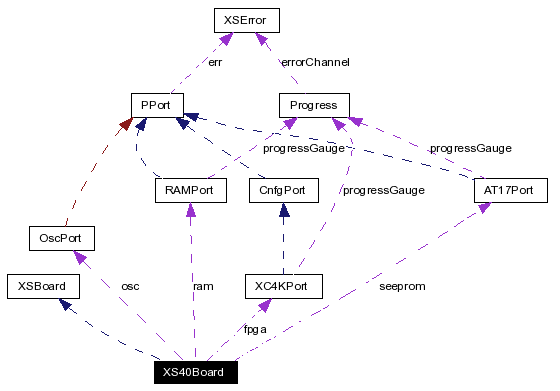 XSError
err
errorChannel
PPort
Progress
progressGauge
progressGauge
RAMPort
CnfgPort
progressGauge
AT17Port
OscPort
XSBoard
osc
ram
XC4KPort
seeprom
fpga
XS40Board